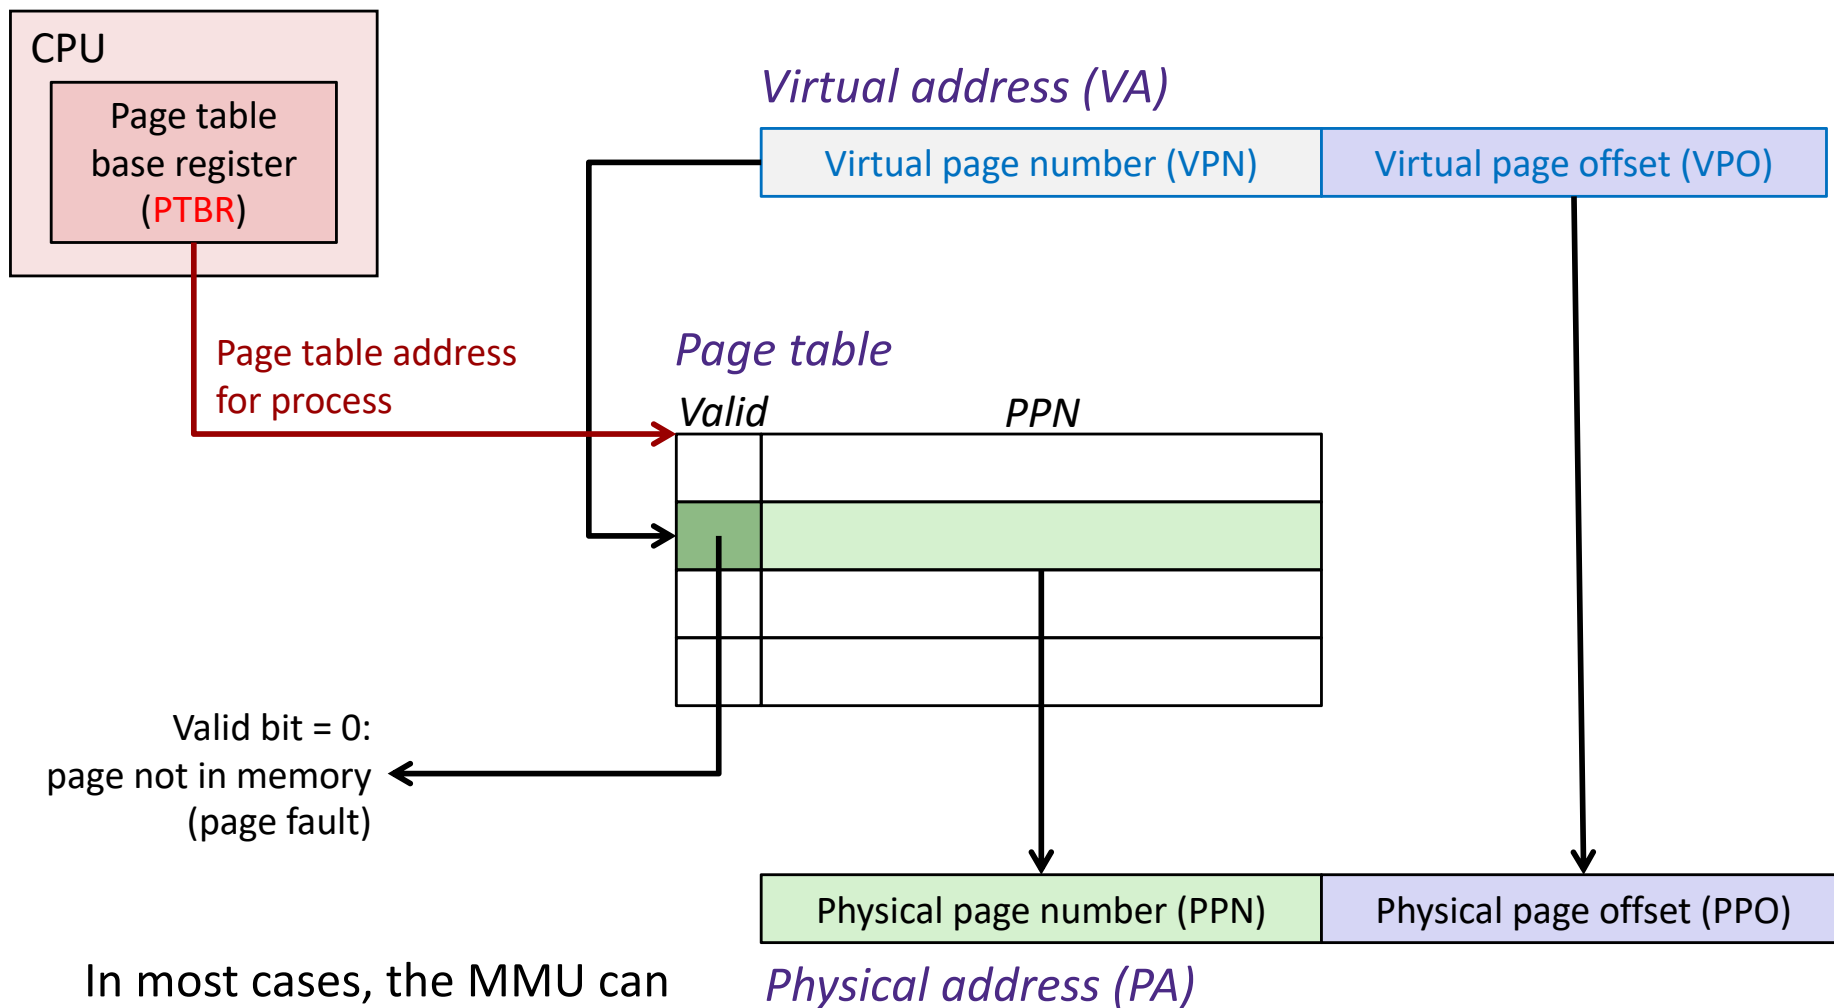 CPU
Page table
base register
(PTBR)
Virtual address (VA)
Virtual page number (VPN)
Virtual page offset (VPO)
Page table address
for process
Page table
Valid
PPN
Valid bit = 0:
page not in memory
(page fault)
Physical page number (PPN)
Physical page offset (PPO)
In most cases, the MMU can
Physical address (PA)